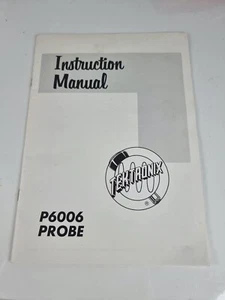 Instruction
Manual
TEKTRONIX
®
P6006
PROBE